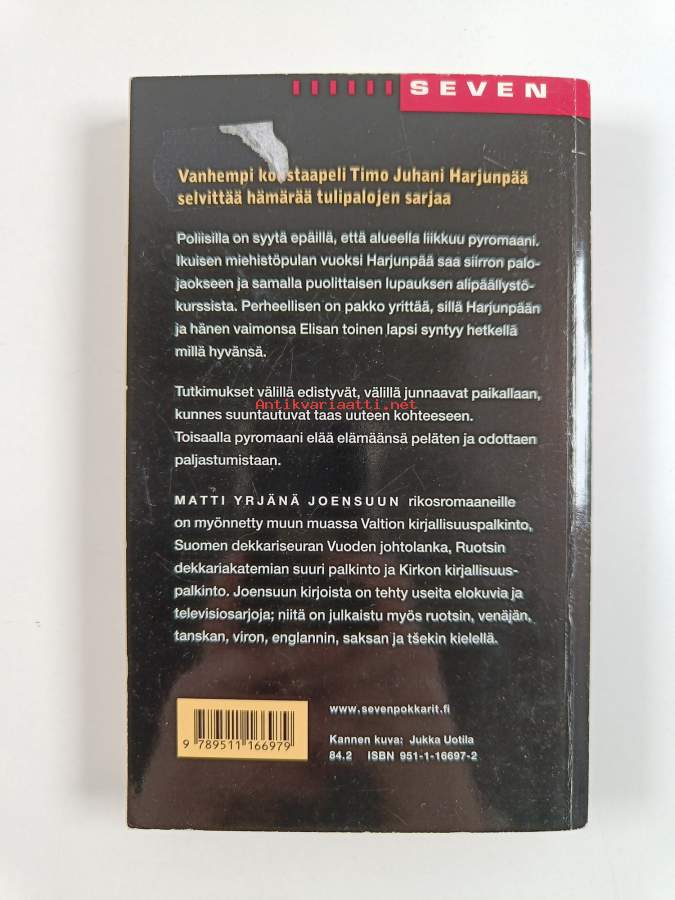 SEVEN
Vanhempi ko staapeli Timo Juhani Harjunpää
selvittää hämärää tulipalojen sarjaa
Poliisilla on syytä epäillä, että alueella liikkuu pyromaani.
Ikuisen miehistöpulan vuoksi Harjunpää saa siirron palo-
jaokseen ja samalla puolittaisen lupauksen alipäällystö-
kurssista. Perheellisen on pakko yrittää, sillä Harjunpään
ja hänen vaimonsa Elisan toinen lapsi syntyy hetkellä
millä hyvänsä.
Tutkimukset välillä edistyvät, välillä junnaavat paikallaan,
Antikvariaatti.net
kunnes suuntautuvat taas uuteen kohteeseen.
Toisaalla pyromaani elää elämäänsä peläten ja odottaen
paljastumistaan.
MATTI YRJÄNÄ JOENSUUN rikosromaaneille
on myönnetty muun muassa Valtion kirjallisuuspalkinto,
Suomen dekkariseuran Vuoden johtolanka, Ruotsin
dekkariakatemian suuri palkinto ja Kirkon kirjallisuus-
palkinto. Joensuun kirjoista on tehty useita elokuvia ja
televisiosarjoja; niitä on julkaistu myös ruotsin, venäjän,
tanskan, viron, englannin, saksan ja tšekin kielellä.
www.sevenpokkarit.fi
Kannen kuva: Jukka Uotila
84.2 ISBN 951-1-16697-2
9 789511 166979